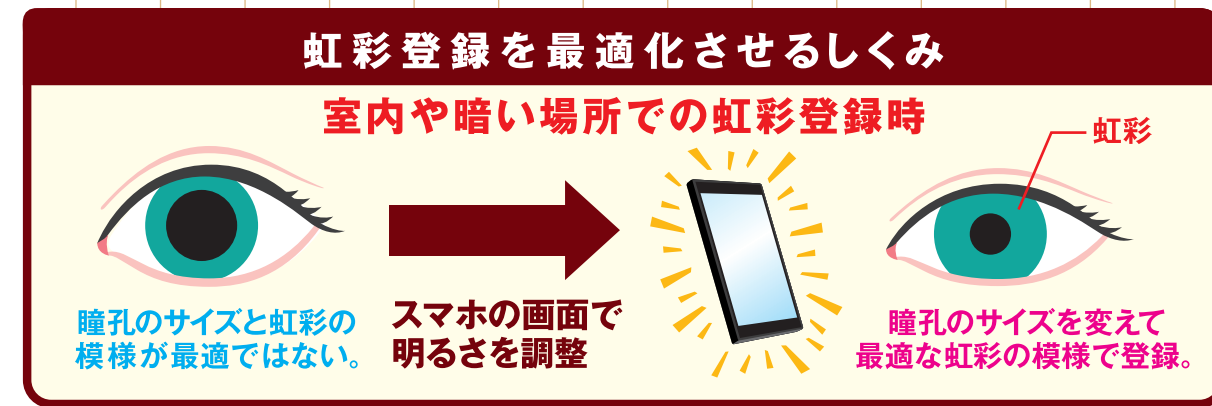 虹彩登録を最適化させるしくみ
室内や暗い場所での虹彩登録時
虹彩
瞳孔のサイズと虹彩の
模様が最適ではない。
スマホの画面で
明るさを調整
瞳孔のサイズを変えて
最適な虹彩の模様で登録。